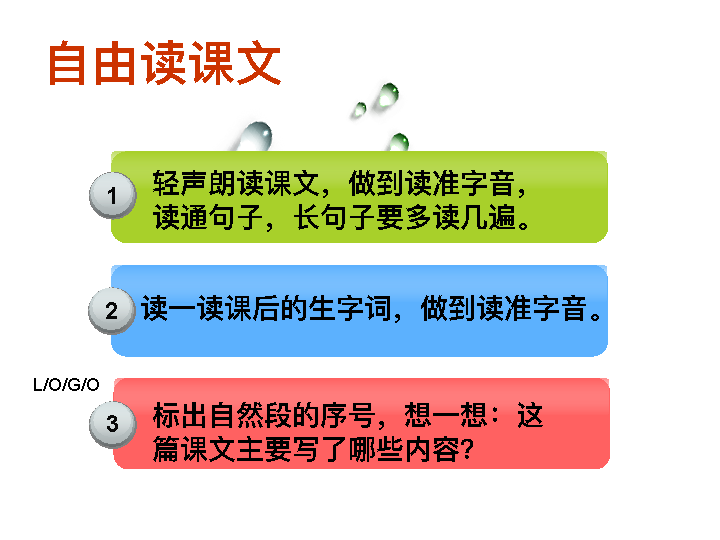 自由读课文
1
轻声朗读课文，做到读准字音，
读通句子，长句子要多读几遍。
2
读一读课后的生字词，做到读准字音。
L/O/G/O
3
标出自然段的序号，想一想：这
篇课文主要写了哪些内容?